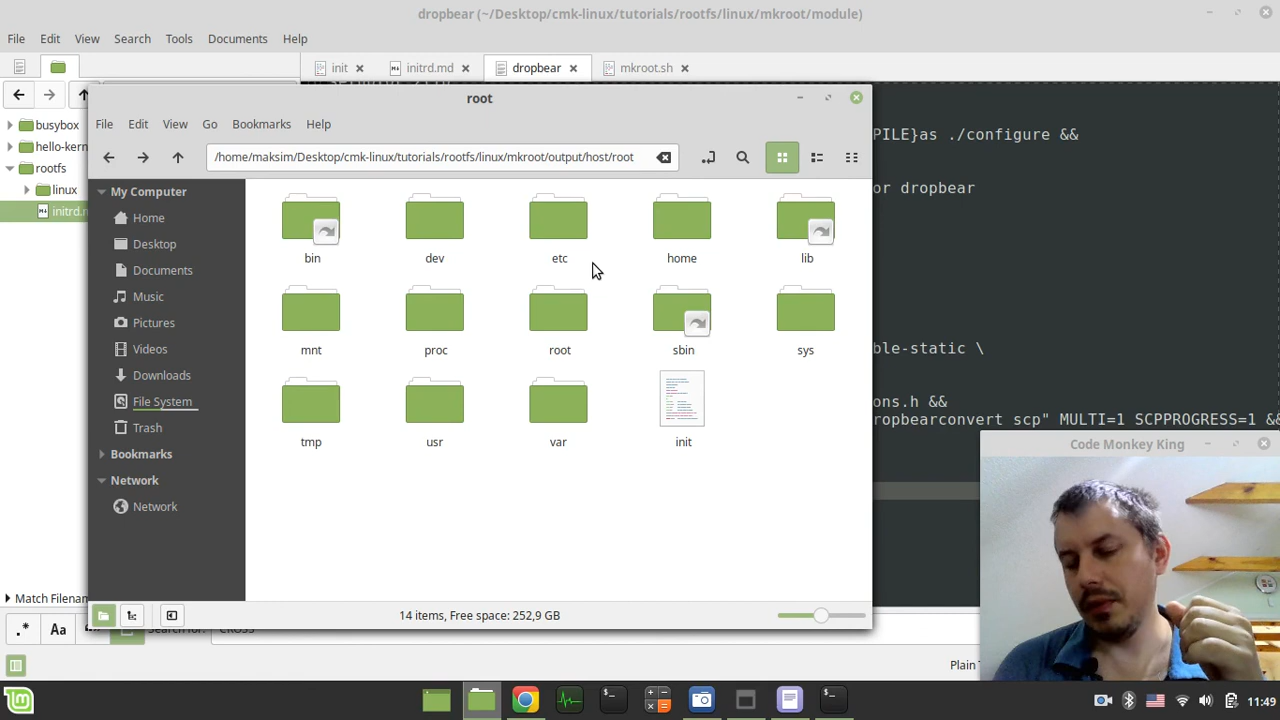 dropbear (~/Desktop/cmk-linux/tutorials/rootfs/linux/mkroot/module)
File Edit View Search Tools Documents Help
init initrd.md dropbear mkroot.sh
root
busybox
hello-kern
rootfs
linux
initrd.m
File Edit View Go Bookmarks Help
/home/maksim/Desktop/cmk-linux/tutorials/rootfs/linux/mkroot/output/host/root
My Computer
Home
Desktop
Documents
Music
Pictures
Videos
Downloads
File System
Trash
Bookmarks
Network
Network
bin dev etc home lib
mnt proc root sbin sys
tmp usr var init
14 items, Free space: 252,9 GB
PILE}as ./configure &&
or dropbear
ble-static \
ons.h &&
ropbearconvert scp" MULTI=1 SCPPROGRESS=1 &&
Code Monkey King
Match Filenam
.* Aa Search for: CROSS
Plain
>_ >_ 11:49